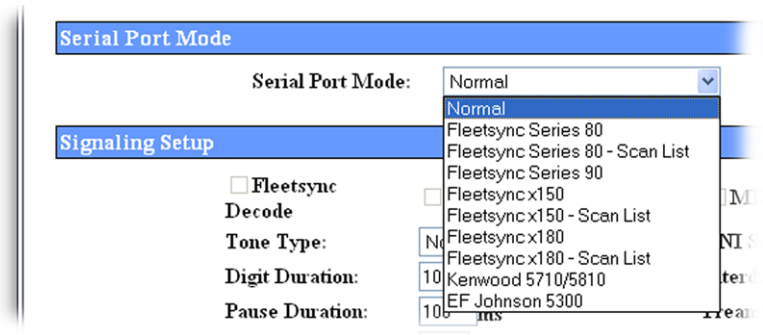 Serial Port Mode
Serial Port Mode: Normal
Normal
Fleetsync Series 80
Fleetsync Series 80 - Scan List
Fleetsync Series 90
Fleetsync x150
Fleetsync x150 - Scan List
Fleetsync x180
Fleetsync x180 - Scan List
Kenwood 5710/5810
EF Johnson 5300
Signaling Setup
Fleetsync
Decode
Tone Type:
Digit Duration: 10
Pause Duration: 100 ms